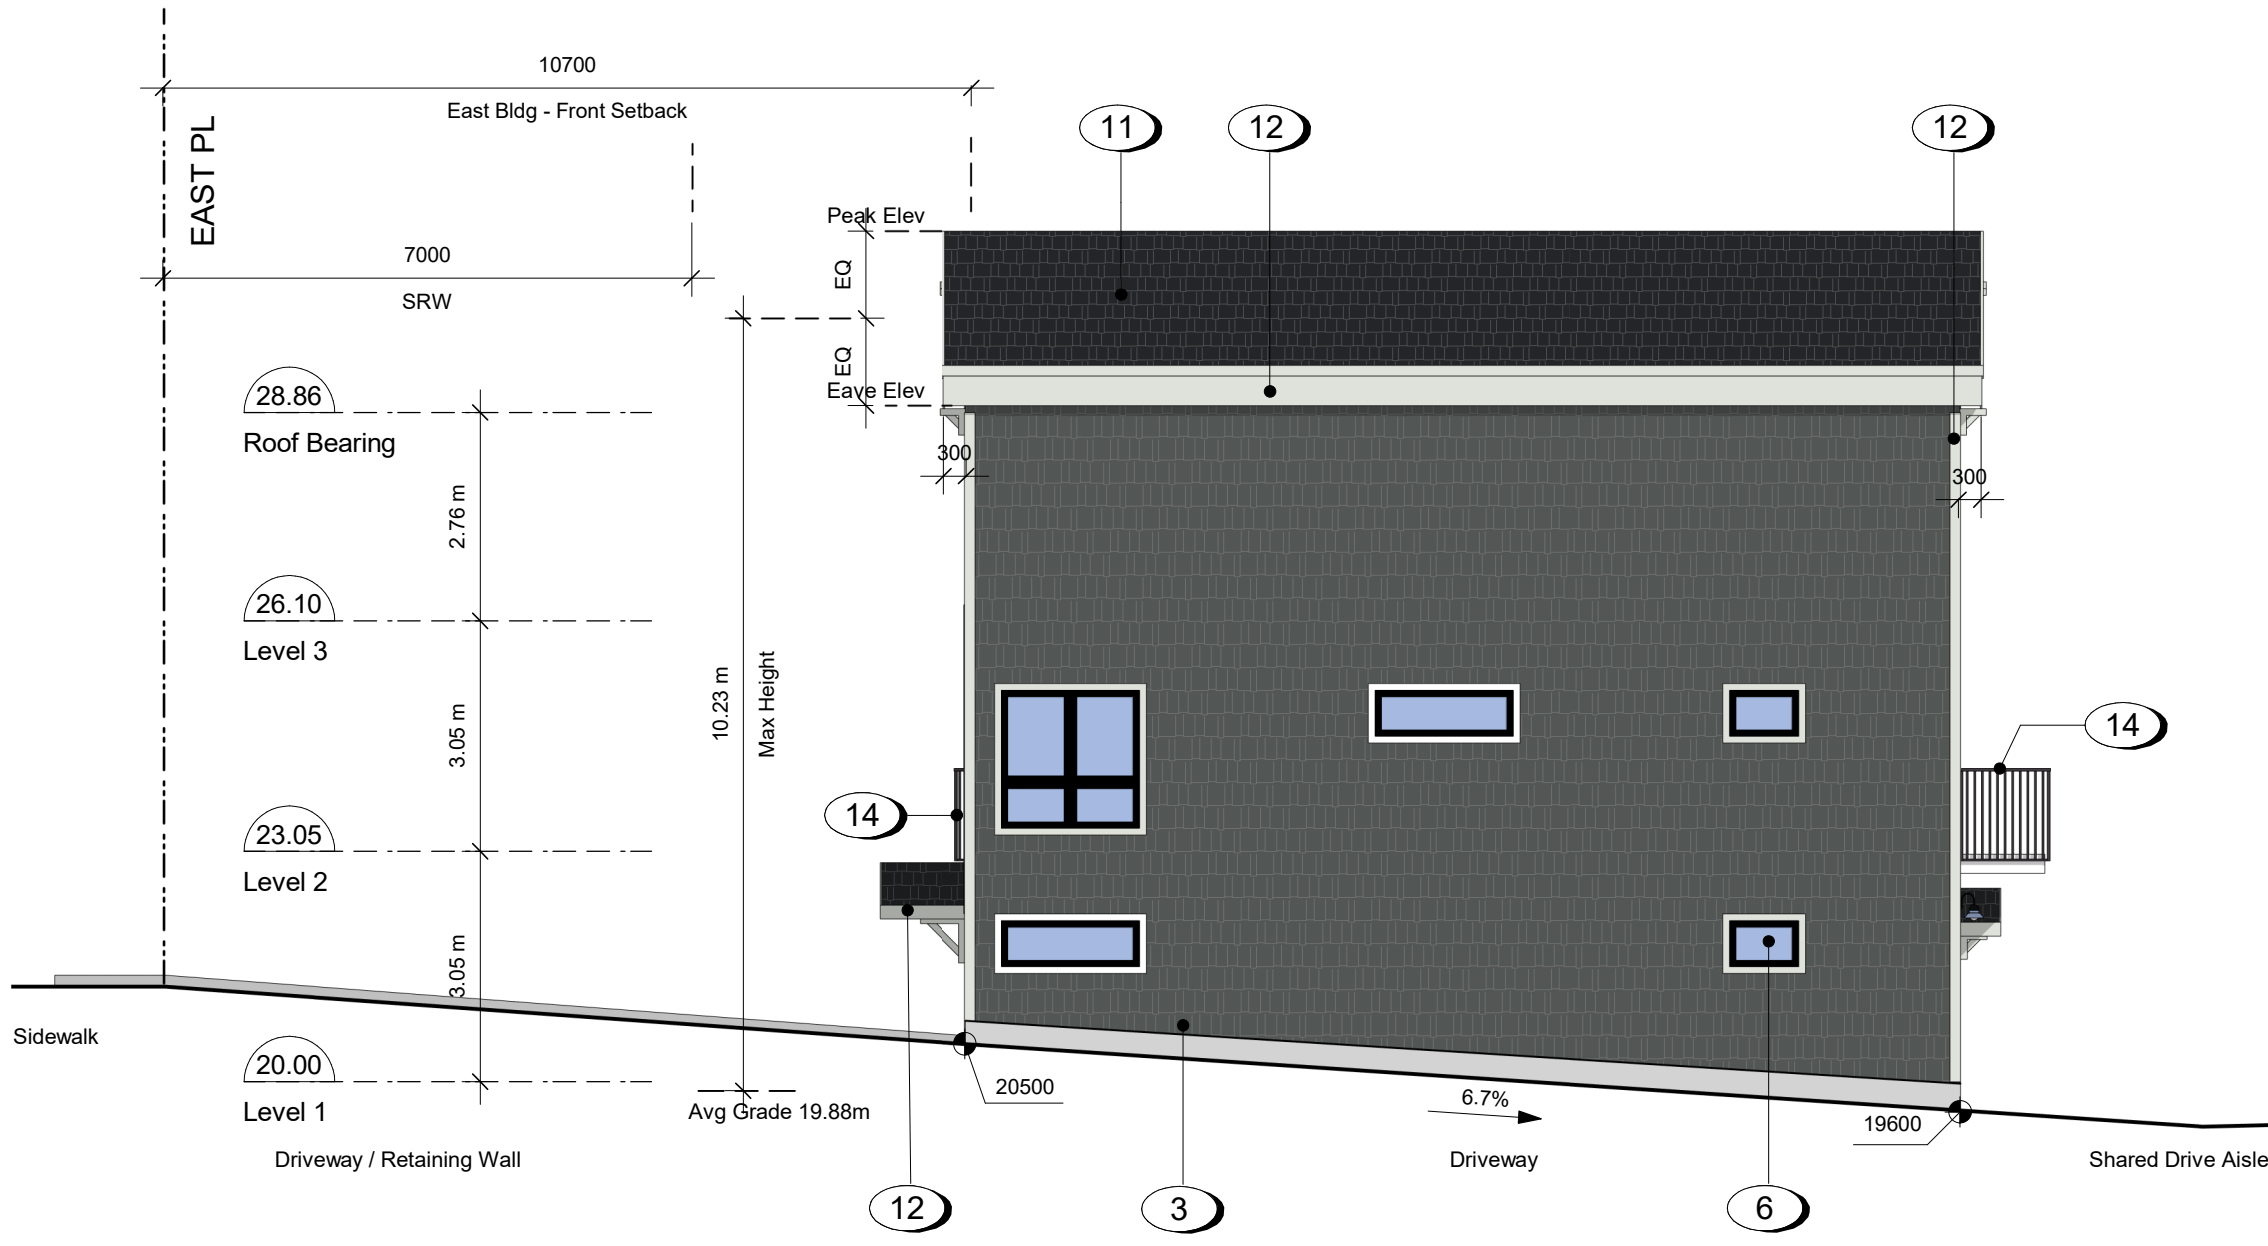 10700
East Bldg - Front Setback
EAST PL
11
12
12
Peak Elev
7000
SRW
EQ
EQ
Eave Elev
28.86
Roof Bearing
300
300
2.76 m
26.10
Level 3
10.23 m
Max Height
3.05 m
14
14
23.05
Level 2
3.05 m
Sidewalk
20.00
Level 1
20500
Avg Grade 19.88m
6.7%
19600
Driveway / Retaining Wall
Driveway
Shared Drive Aisle
12
3
6